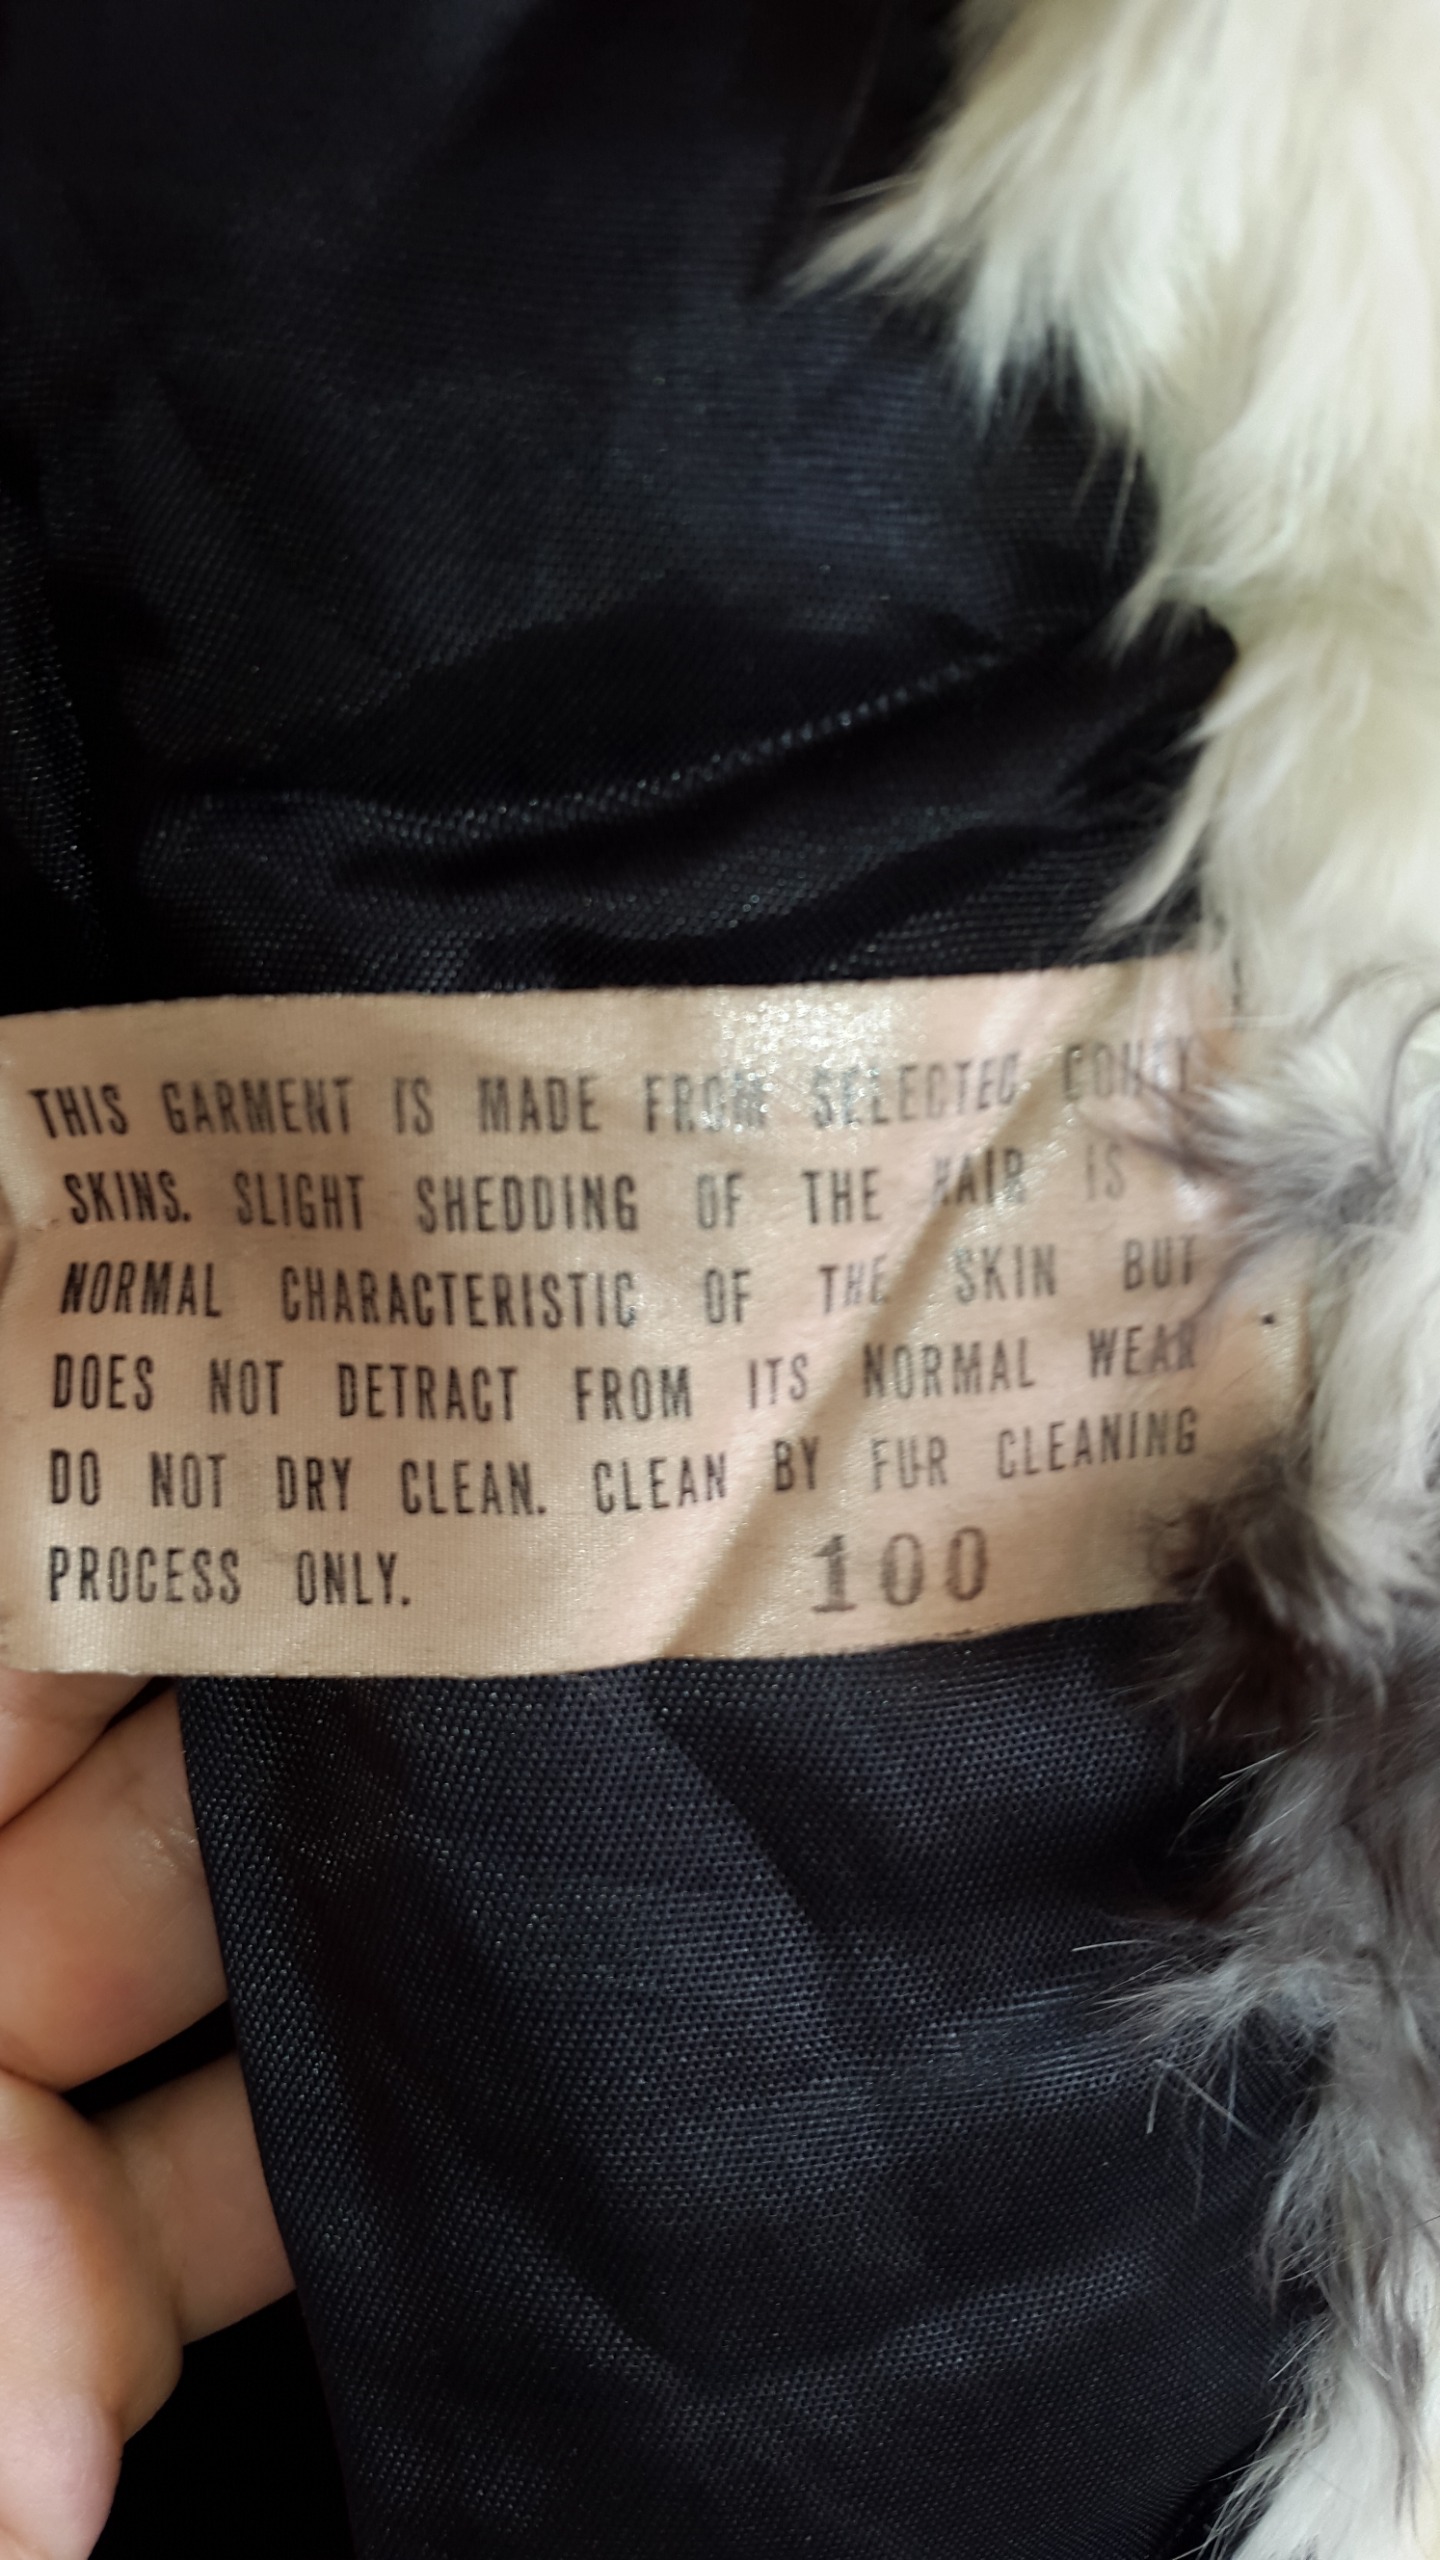 THIS GARMENT IS MADE FROM SELECTED CONEY
SKINS. SLIGHT SHEDDING OF THE HAIR IS
NORMAL CHARACTERISTIC OF THE SKIN BUT
DOES NOT DETRACT FROM ITS NORMAL WEAR
DO NOT DRY CLEAN. CLEAN BY FUR CLEANING
PROCESS ONLY. 100